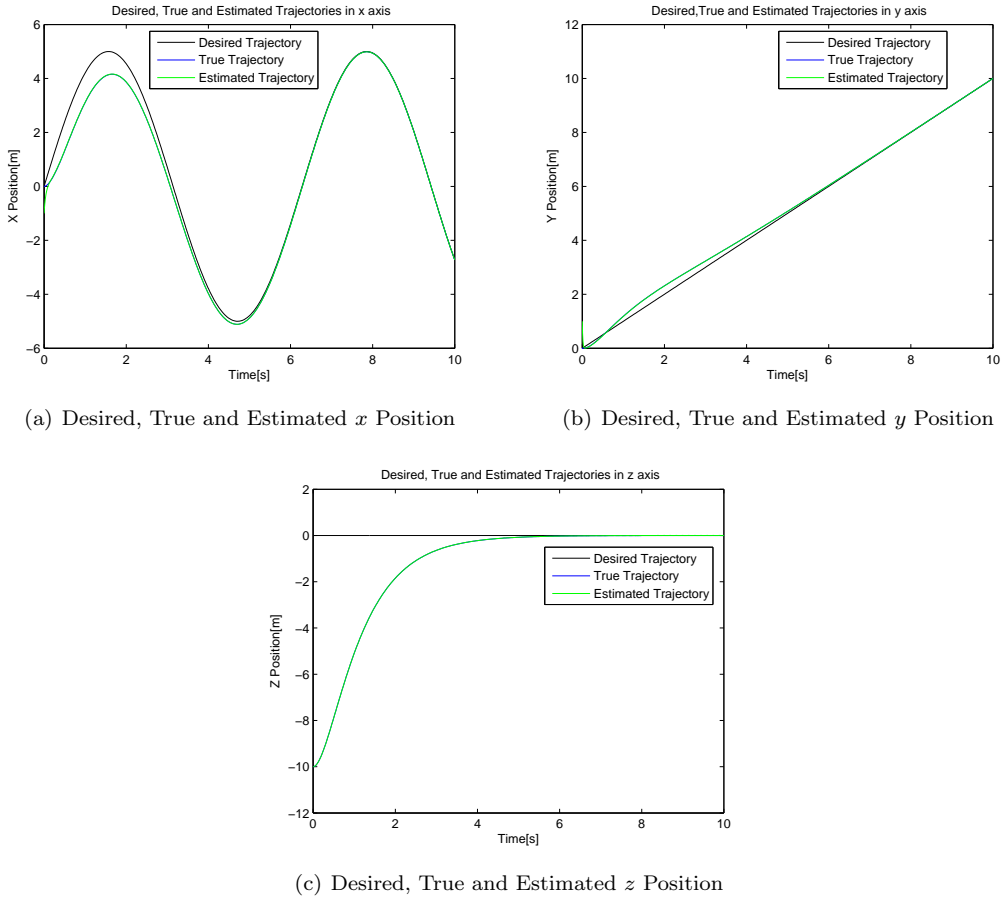 Desired, True and Estimated Trajectories in x axis
6
4
2
0
−2
−4
−6
X Position[m]
Desired Trajectory
True Trajectory
Estimated Trajectory
0 2 4 6 8 10
Time[s]
(a) Desired, True and Estimated x Position
Desired,True and Estimated Trajectories in y axis
12
10
8
6
4
2
0
Y Position[m]
Desired Trajectory
True Trajectory
Estimated Trajectory
0 2 4 6 8 10
Time[s]
(b) Desired, True and Estimated y Position
Desired, True and Estimated Trajectories in z axis
2
0
−2
−4
−6
−8
−10
−12
Z Position[m]
Desired Trajectory
True Trajectory
Estimated Trajectory
0 2 4 6 8 10
Time[s]
(c) Desired, True and Estimated z Position